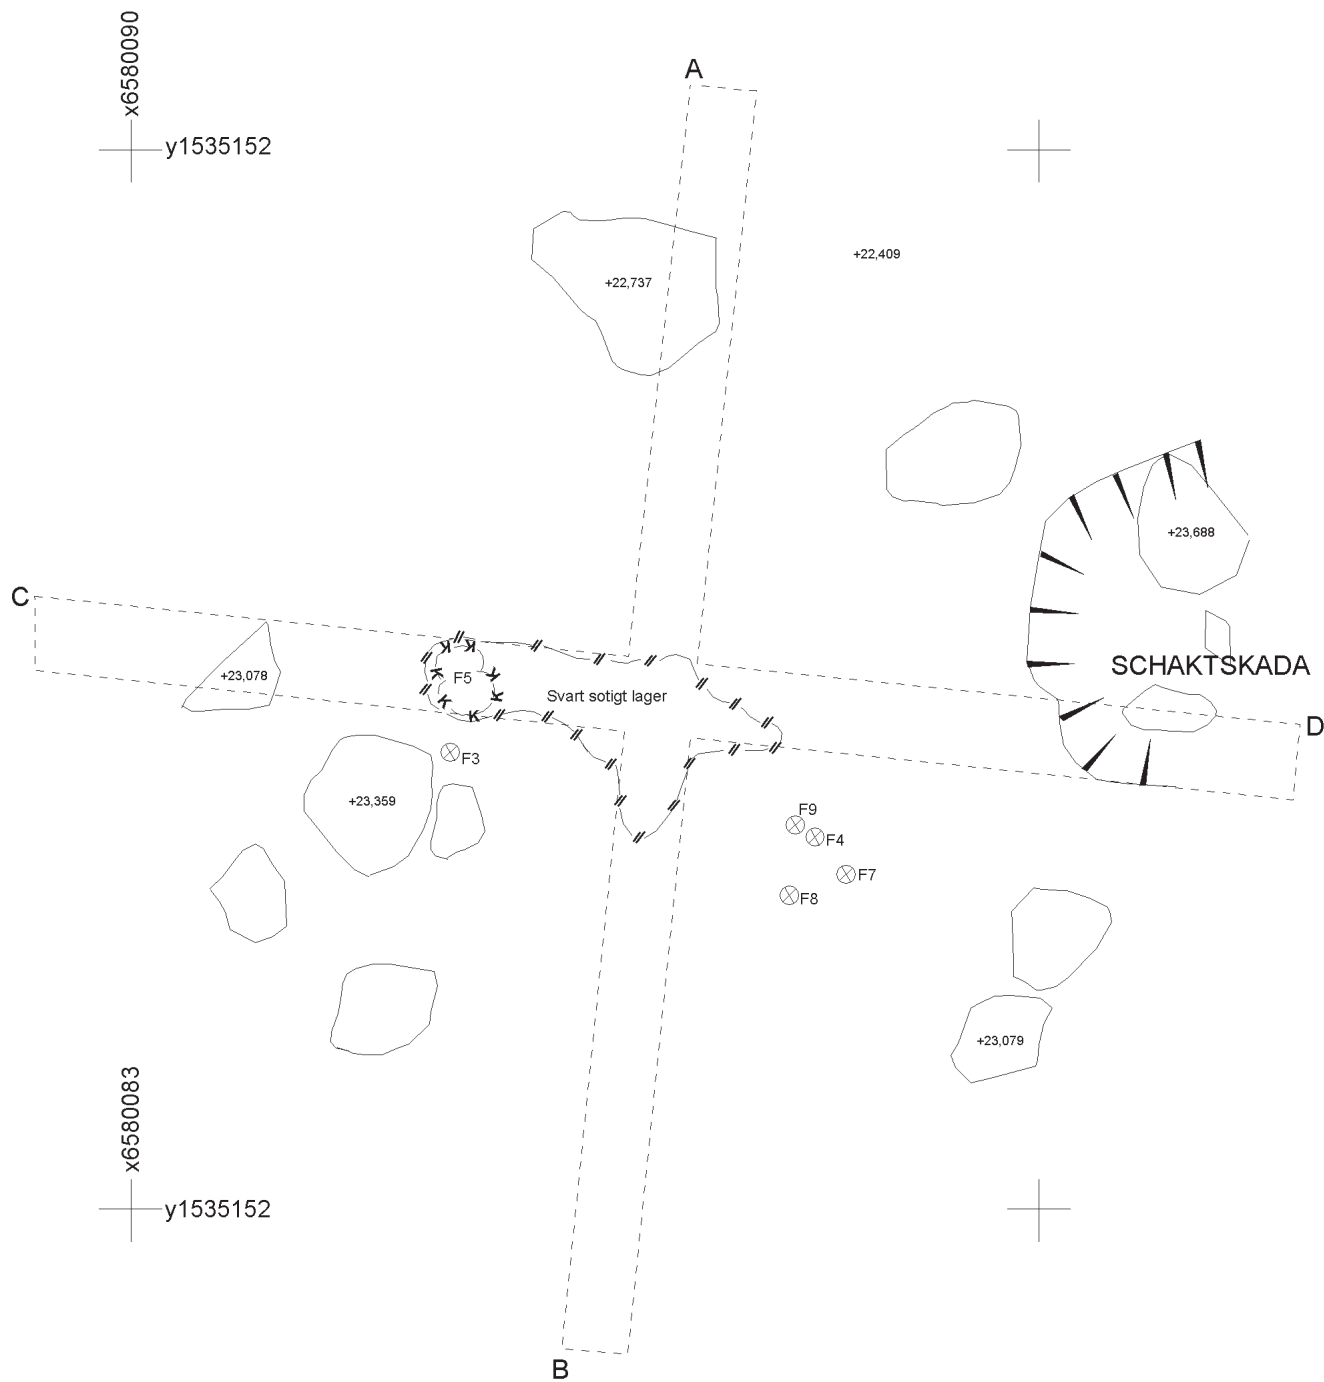 x6580090
A
y1535152
+22,409
+22,737
+23,688
C
K K
K
K
F5
K
K
K
Svart sotigt lager
SCHAKTSKADA
+23,078
D
F3
+23,359
F9
F4
F7
F8
+23,079
x6580083
y1535152
B